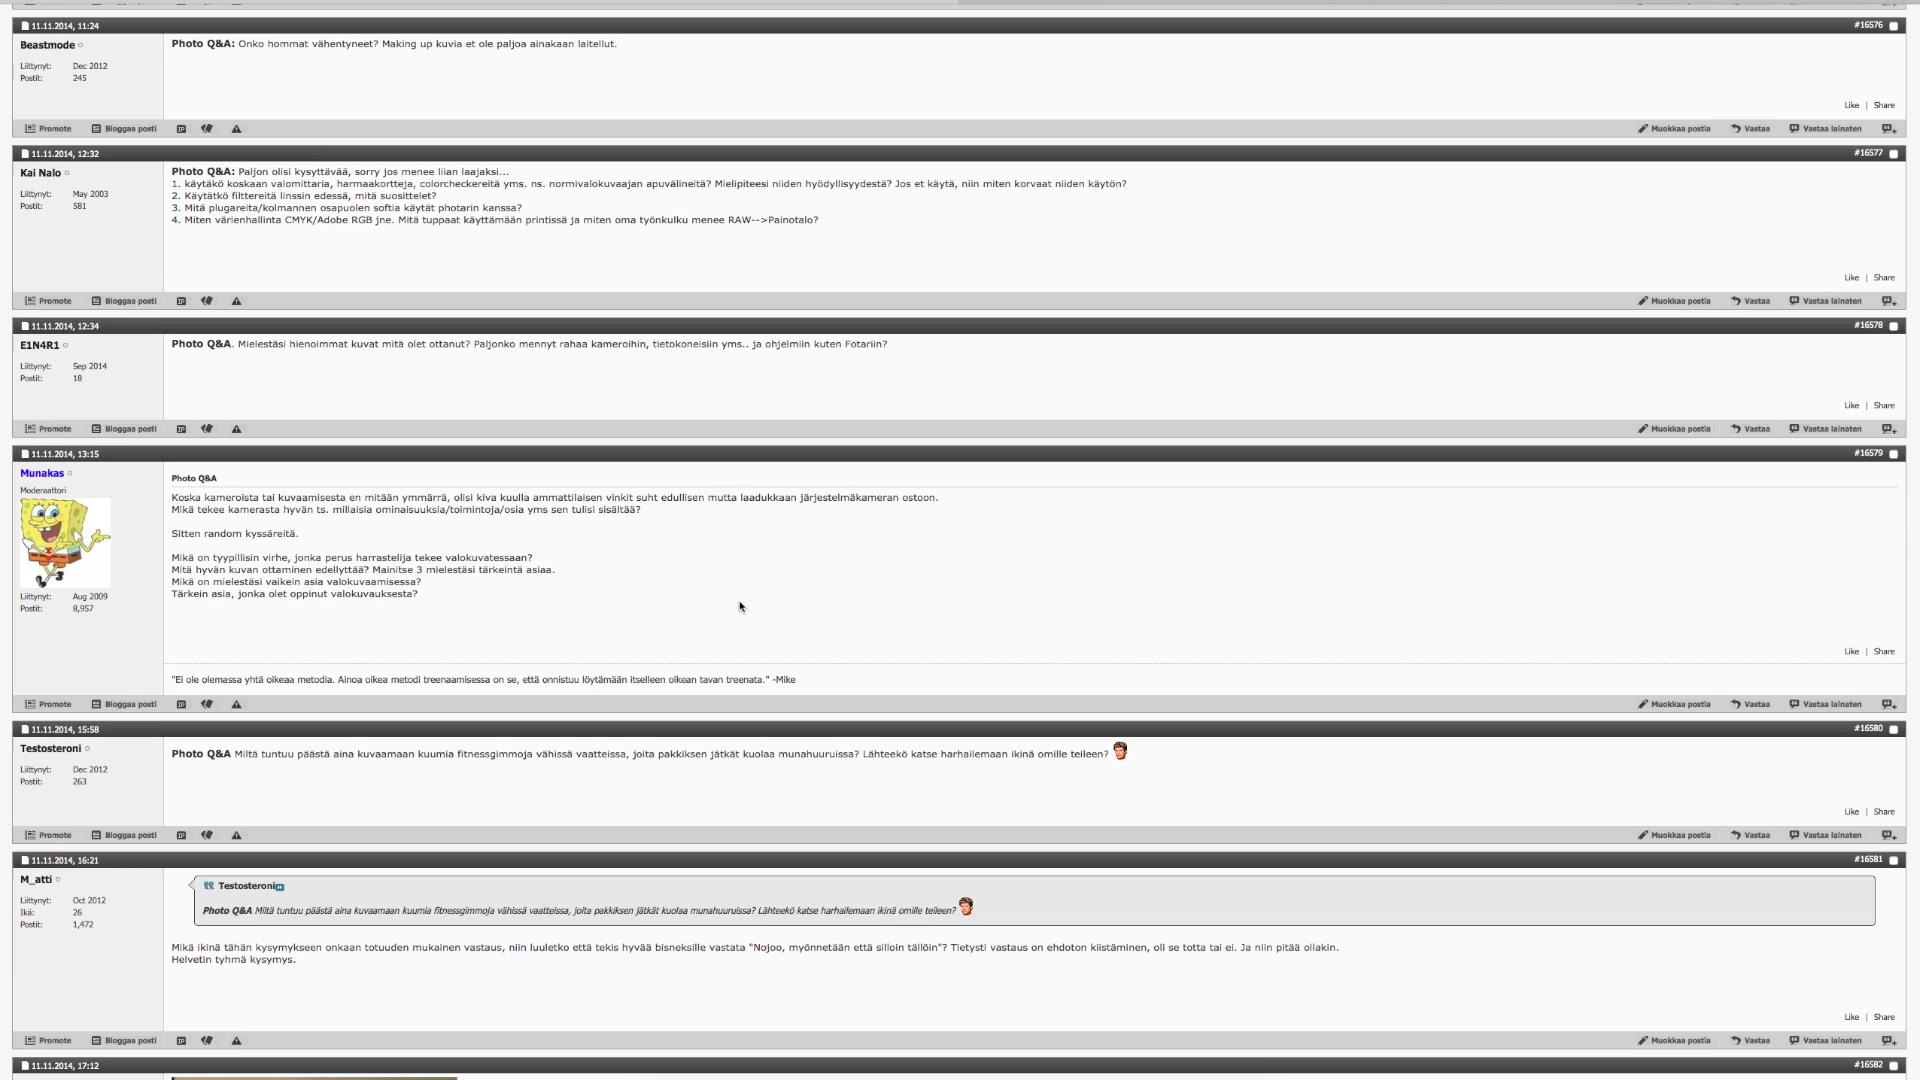 11.11.2014, 11:24 #16576
Beastmode
Liittynyt: Dec 2012
Postit: 245
Photo Q&A: Onko hommat vähentyneet? Making up kuvia et ole paljoa ainakaan laitellut.
Like | Share
Promote Bloggaa posti Muokkaa postia Vastaa Vastaa lainaten
11.11.2014, 12:32 #16577
Kai Nalo
Liittynyt: May 2003
Postit: 581
Photo Q&A: Paljon olisi kysyttävää, sorry jos menee liian laajaksi...
1. käytäkö koskaan valomittaria, harmaakortteja, colorcheckereitä yms. ns. normivalokuvaajan apuvälineitä? Mielipiteesi niiden hyödyllisyydestä? Jos et käytä, niin miten korvaat niiden käytön?
2. Käytätkö filttereitä linssin edessä, mitä suosittelet?
3. Mitä plugareita/kolmannen osapuolen softia käytät photarin kanssa?
4. Miten värienhallinta CMYK/Adobe RGB jne. Mitä tuppaat käyttämään printissä ja miten oma työnkulku menee RAW-->Painotalo?
Like | Share
Promote Bloggaa posti Muokkaa postia Vastaa Vastaa lainaten
11.11.2014, 12:34 #16578
E1N4R1
Liittynyt: Sep 2014
Postit: 18
Photo Q&A. Mielestäsi hienoimmat kuvat mitä olet ottanut? Paljonko mennyt rahaa kameroihin, tietokoneisiin yms.. ja ohjelmiin kuten Fotariin?
Like | Share
Promote Bloggaa posti Muokkaa postia Vastaa Vastaa lainaten
11.11.2014, 13:15 #16579
Munakas
Moderaattori
Liittynyt: Aug 2009
Postit: 8,957
Photo Q&A
Koska kameroista tai kuvaamisesta en mitään ymmärrä, olisi kiva kuulla ammattilaisen vinkit suht edullisen mutta laadukkaan järjestelmäkameran ostoon.
Mikä tekee kamerasta hyvän ts. millaisia ominaisuuksia/toimintoja/osia yms sen tulisi sisältää?
Sitten random kyssäreitä.
Mikä on tyypillisin virhe, jonka perus harrastelija tekee valokuvatessaan?
Mitä hyvän kuvan ottaminen edellyttää? Mainitse 3 mielestäsi tärkeintä asiaa.
Mikä on mielestäsi vaikein asia valokuvaamisessa?
Tärkein asia, jonka olet oppinut valokuvauksesta?
Like | Share
"Ei ole olemassa yhtä oikeaa metodia. Ainoa oikea metodi treenaamisessa on se, että onnistuu löytämään itselleen oikean tavan treenata." -Mike
Promote Bloggaa posti Muokkaa postia Vastaa Vastaa lainaten
11.11.2014, 15:58 #16580
Testosteroni
Liittynyt: Dec 2012
Postit: 263
Photo Q&A Miltä tuntuu päästä aina kuvaamaan kuumia fitnessgimmoja vähissä vaatteissa, joita pakkiksen jätkät kuolaa munahuuruissa? Lähteekö katse harhailemaan ikinä omille teileen?
Like | Share
Promote Bloggaa posti Muokkaa postia Vastaa Vastaa lainaten
11.11.2014, 16:21 #16581
M_atti
Liittynyt: Oct 2012
Ikä: 26
Postit: 1,472
Testosteroni
Photo Q&A Miltä tuntuu päästä aina kuvaamaan kuumia fitnessgimmoja vähissä vaatteissa, joita pakkiksen jätkät kuolaa munahuuruissa? Lähteekö katse harhailemaan ikinä omille teileen?
Mikä ikinä tähän kysymykseen onkaan totuuden mukainen vastaus, niin luuletko että tekis hyvää bisneksille vastata "Nojoo, myönnetään että silloin tällöin"? Tietysti vastaus on ehdoton kiistäminen, oli se totta tai ei. Ja niin pitää ollakin.
Helvetin tyhmä kysymys.
Like | Share
Promote Bloggaa posti Muokkaa postia Vastaa Vastaa lainaten
11.11.2014, 17:12 #16582